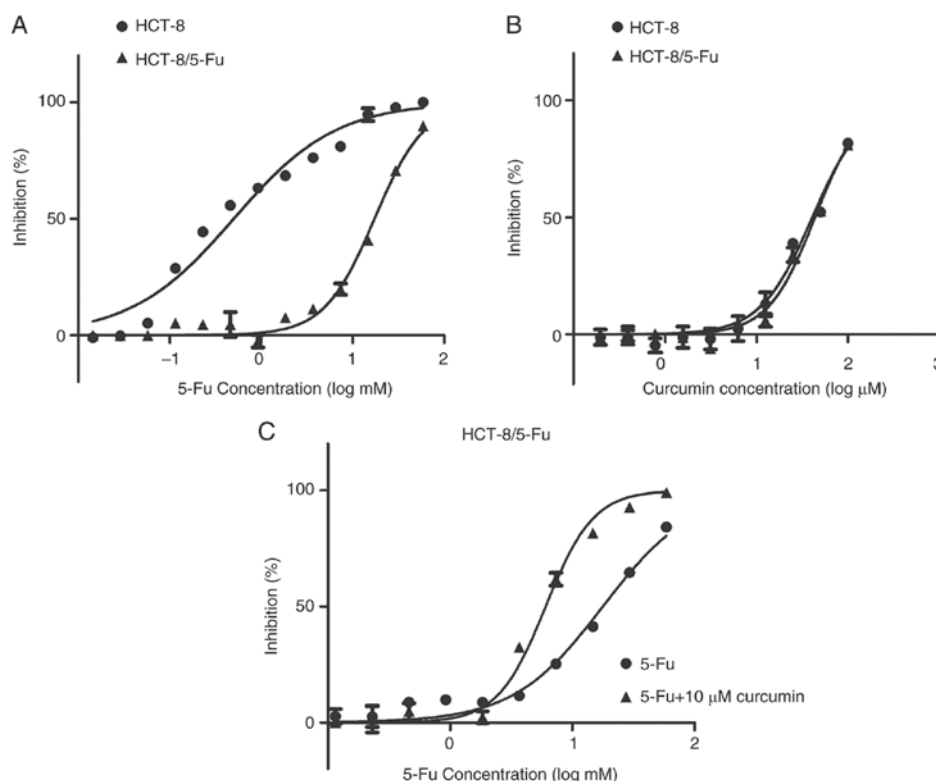 A
HCT-8
HCT-8/5-Fu
100
50
0
Inhibition (%)
−1 0 1 2
5-Fu Concentration (log mM)
B
HCT-8
HCT-8/5-Fu
100
50
0
Inhibition (%)
0 1 2 3
Curcumin concentration (log µM)
C
HCT-8/5-Fu
100
50
0
Inhibition (%)
5-Fu
5-Fu+10 µM curcumin
0 1 2
5-Fu Concentration (log mM)